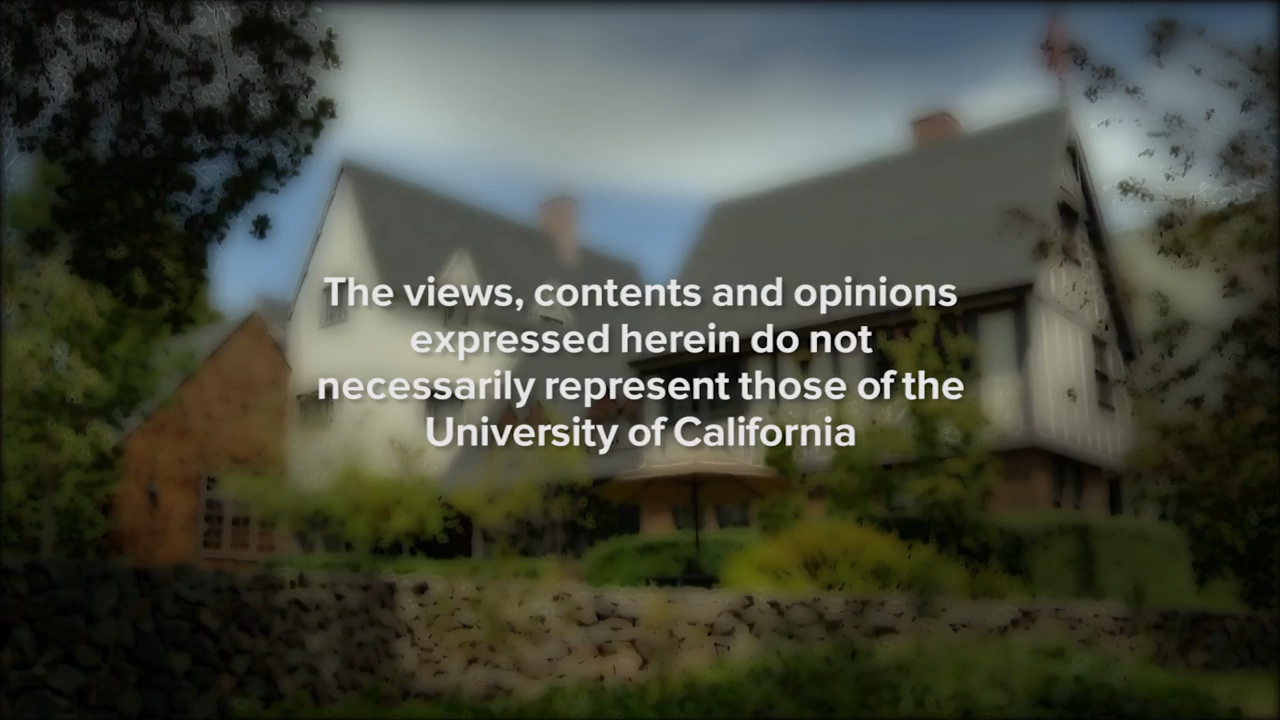 The views, contents and opinions
expressed herein do not
necessarily represent those of the
University of California